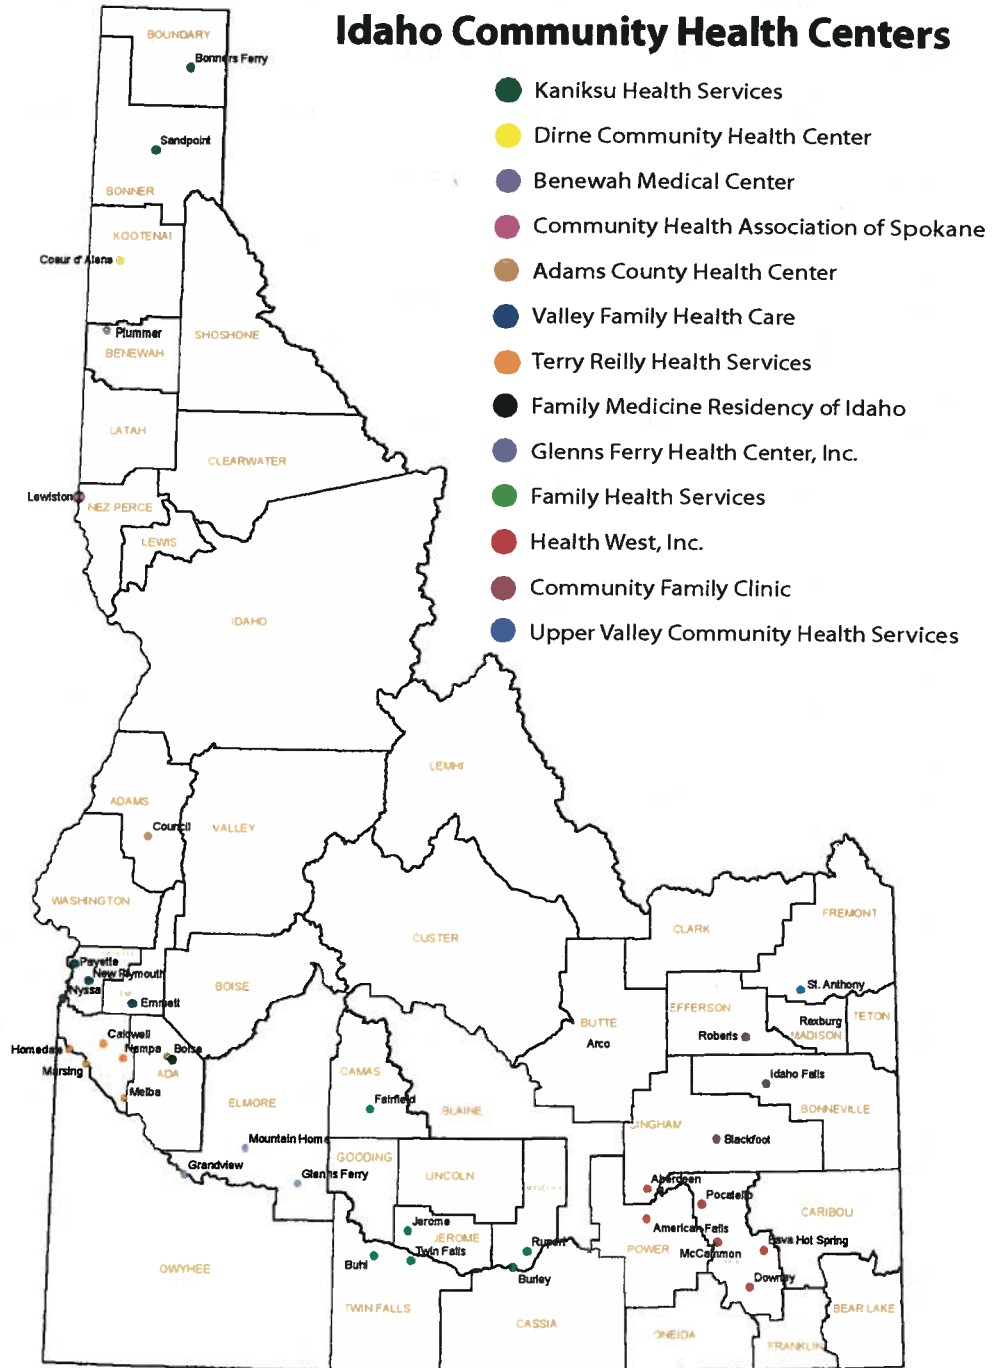 Idaho Community Health Centers
Kaniksu Health Services
Dirne Community Health Center
Benewah Medical Center
Community Health Association of Spokane
Adams County Health Center
Valley Family Health Care
Terry Reilly Health Services
Family Medicine Residency of Idaho
Glenns Ferry Health Center, Inc.
Family Health Services
Health West, Inc.
Community Family Clinic
Upper Valley Community Health Services
BOUNDARY
Bonners Ferry
Sandpoint
BONNER
KOOTENAI
Coeur d' Alene
Plummer
SHOSHONE
BENEWAH
LATAH
CLEARWATER
Lewiston
NEZ PERCE
LEWIS
IDAHO
LEMHI
ADAMS
Council
VALLEY
WASHINGTON
FREMONT
CLARK
CUSTER
Payette
New Plymouth
Nyssa
Emmett
BOISE
St. Anthony
EFFERSON
BUTTE
Arco
Rexburg
TETON
MADISON
Roberts
Caldwell
Homedale
Nampa
Boise
Marsing
ADA
CAMAS
Idaho Falls
Melba
ELMORE
Fairfield
BLAINE
BONNEVILLE
INGHAM
Mountain Home
Blackfoot
Grandview
GOODING
Glenns Ferry
LINCOLN
Aberdeen
Pocatello
CARIBOU
Jerome
American Falls
JEROME
Rupert
Twin Falls
Buhl
POWER
McCammon
Lava Hot Spring
OWYHEE
Burley
Downey
TWIN FALLS
CASSIA
BEAR LAKE
ONEIDA
FRANKLIN